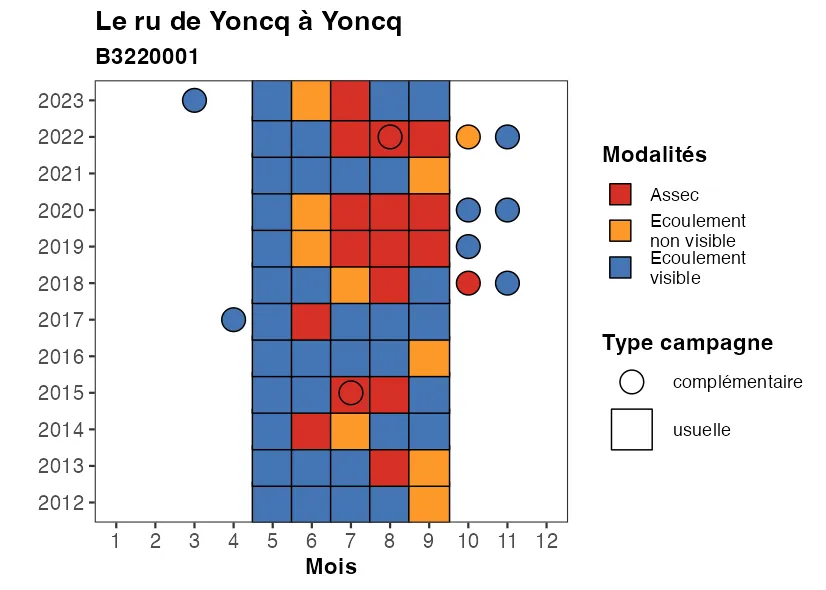 Le ru de Yoncq à Yoncq
B3220001
2023
2022
2021
2020
2019
2018
2017
2016
2015
2014
2013
2012
1 2 3 4 5 6 7 8 9 10 11 12
Mois
Modalités
Assec
Ecoulement
non visible
Ecoulement
visible
Type campagne
complémentaire
usuelle